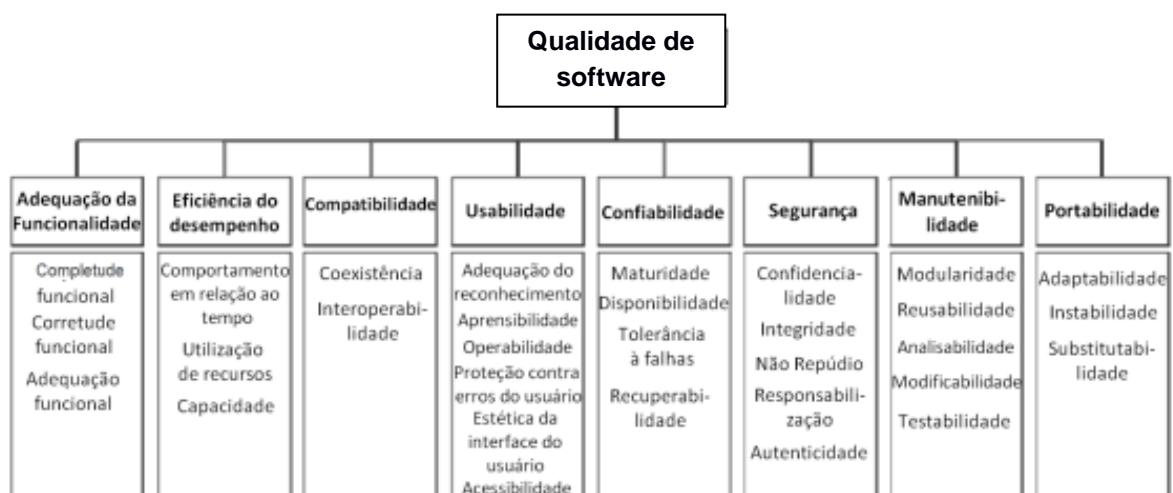 Qualidade de
software
Adequação da
Funcionalidade
Completude
funcional
Corretude
funcional
Adequação
funcional
Eficiência do
desempenho
Comportamento
em relação ao
tempo
Utilização
de recursos
Capacidade
Compatibilidade
Coexistência
Interoperabi-
lidade
Usabilidade
Adequação do
reconhecimento
Aprensibilidade
Operabilidade
Proteção contra
erros do usuário
Estética da
interface do
usuário
Acessibilidade
Confiabilidade
Maturidade
Disponibilidade
Tolerância
à falhas
Recuperabi-
lidade
Segurança
Confidencia-
lidade
Integridade
Não Repúdio
Responsabili-
zação
Autenticidade
Manutenibi-
lidade
Modularidade
Reusabilidade
Analisabilidade
Modificabilidade
Testabilidade
Portabilidade
Adaptabilidade
Instabilidade
Substitutabi-
lidade